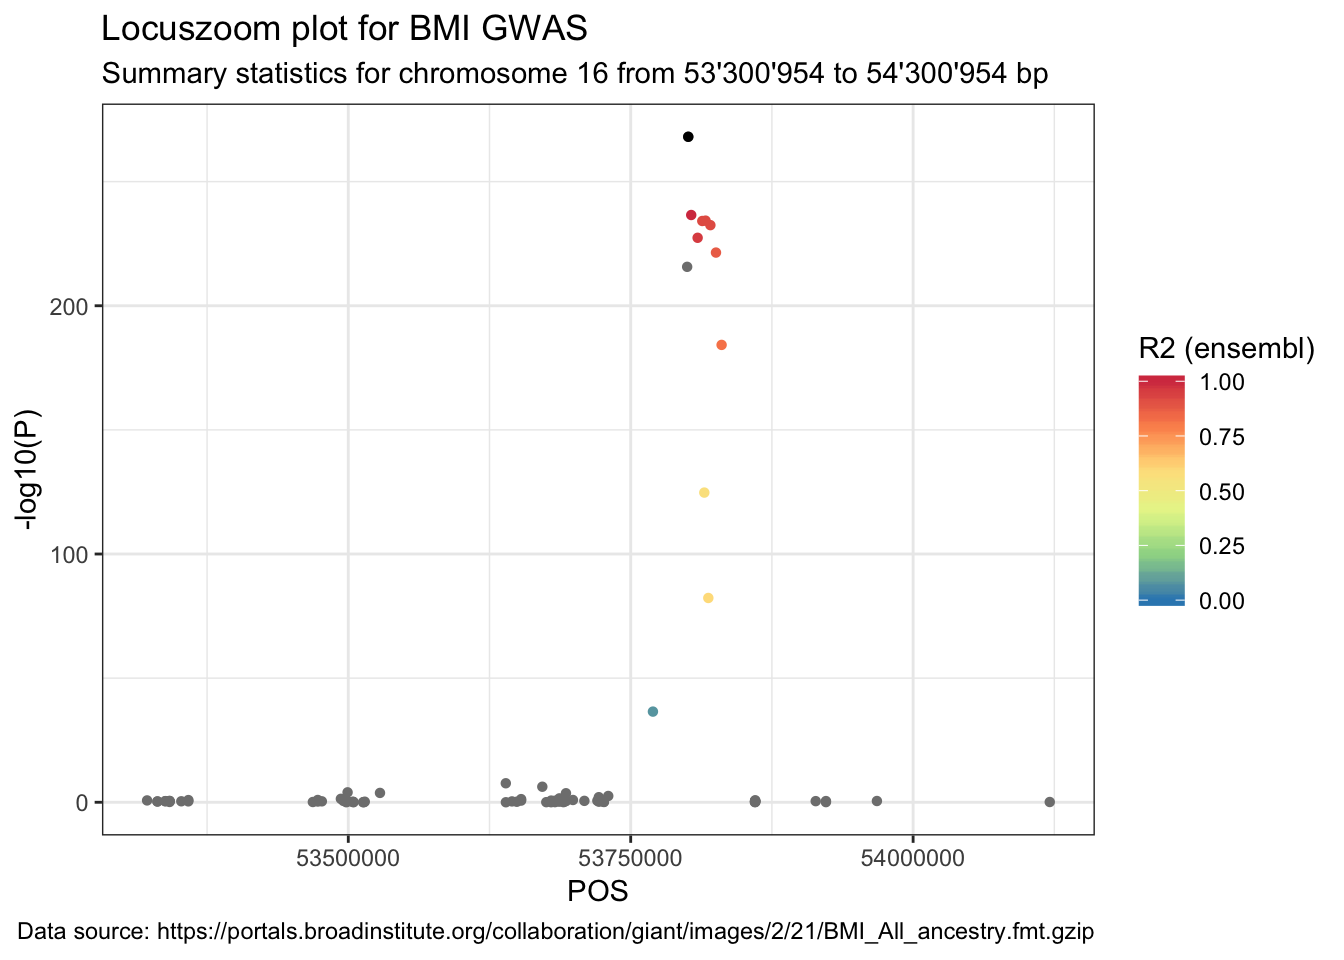 Locuszoom plot for BMI GWAS
Summary statistics for chromosome 16 from 53'300'954 to 54'300'954 bp
-log10(P)
200
100
0
53500000 53750000 54000000
POS
R2 (ensembl)
1.00
0.75
0.50
0.25
0.00
Data source: https://portals.broadinstitute.org/collaboration/giant/images/2/21/BMI_All_ancestry.fmt.gzip